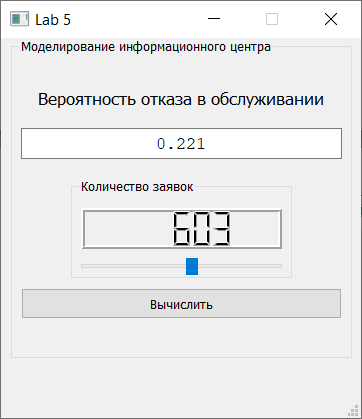 Lab 5
Моделирование информационного центра
Вероятность отказа в обслуживании
0.221
Количество заявок
603
Вычислить